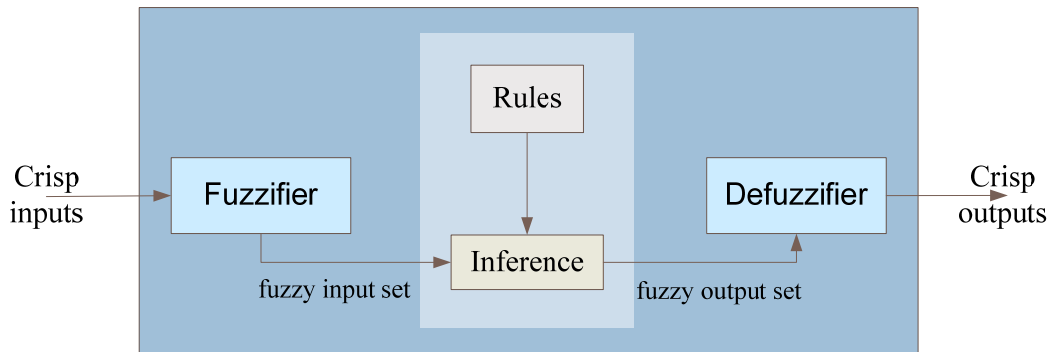 Rules
Crisp
inputs
Fuzzifier
Defuzzifier
Crisp
outputs
Inference
fuzzy input set
fuzzy output set